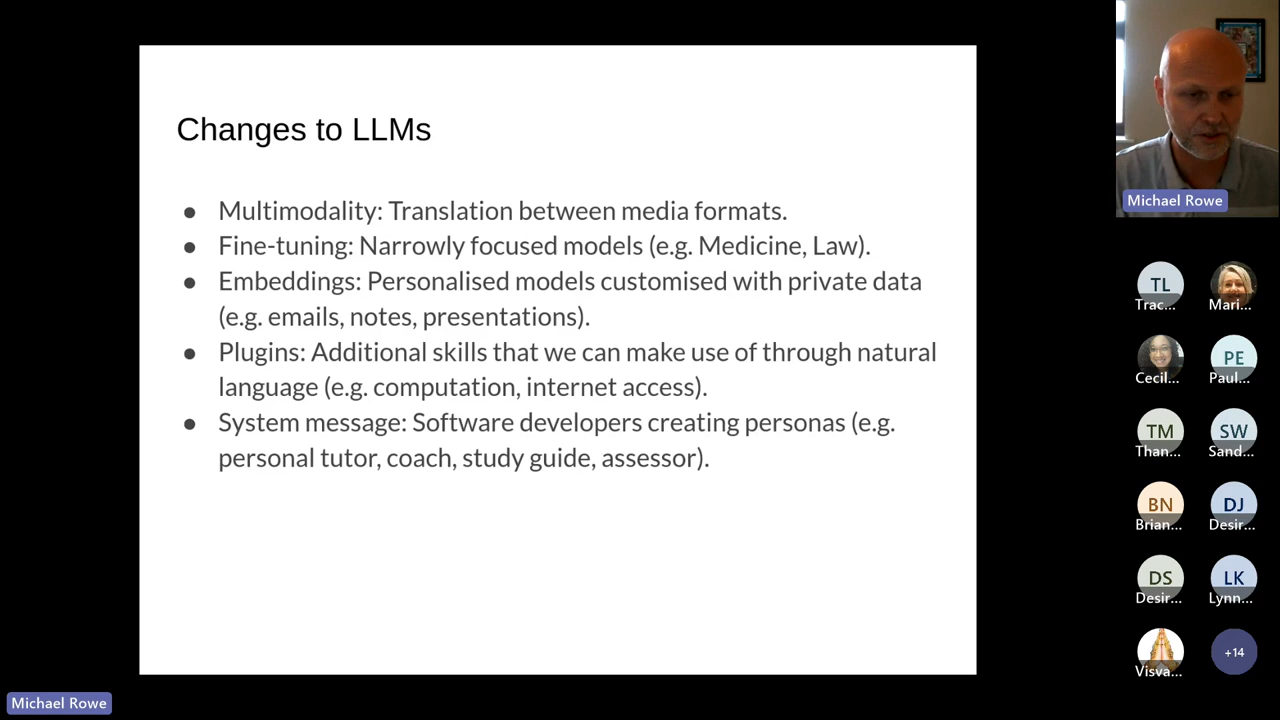 Changes to LLMs
● Multimodality: Translation between media formats.
● Fine-tuning: Narrowly focused models (e.g. Medicine, Law).
● Embeddings: Personalised models customised with private data
(e.g. emails, notes, presentations).
● Plugins: Additional skills that we can make use of through natural
language (e.g. computation, internet access).
● System message: Software developers creating personas (e.g.
personal tutor, coach, study guide, assessor).
Michael Rowe
TL
Trac...
Mari...
Cecil...
PE
Paul...
TM
Than...
SW
Sand...
BN
Brian...
DJ
Desir...
DS
Desir...
LK
Lynn...
Visva...
+14
Michael Rowe